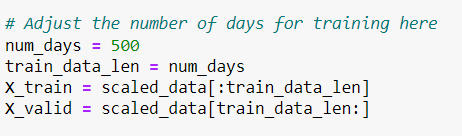 # Adjust the number of days for training here
num_days = 500
train_data_len = num_days
X_train = scaled_data[:train_data_len]
X_valid = scaled_data[train_data_len:]